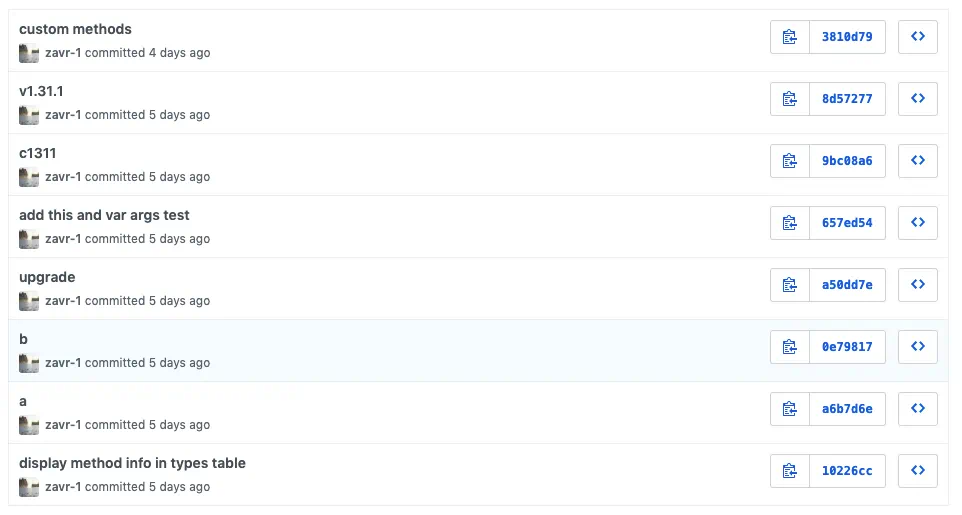 custom methods
3810d79
zavr-1 committed 4 days ago
v1.31.1
8d57277
zavr-1 committed 5 days ago
c1311
9bc08a6
zavr-1 committed 5 days ago
add this and var args test
657ed54
zavr-1 committed 5 days ago
upgrade
a50dd7e
zavr-1 committed 5 days ago
b
0e79817
zavr-1 committed 5 days ago
a
a6b7d6e
zavr-1 committed 5 days ago
display method info in types table
10226cc
zavr-1 committed 5 days ago